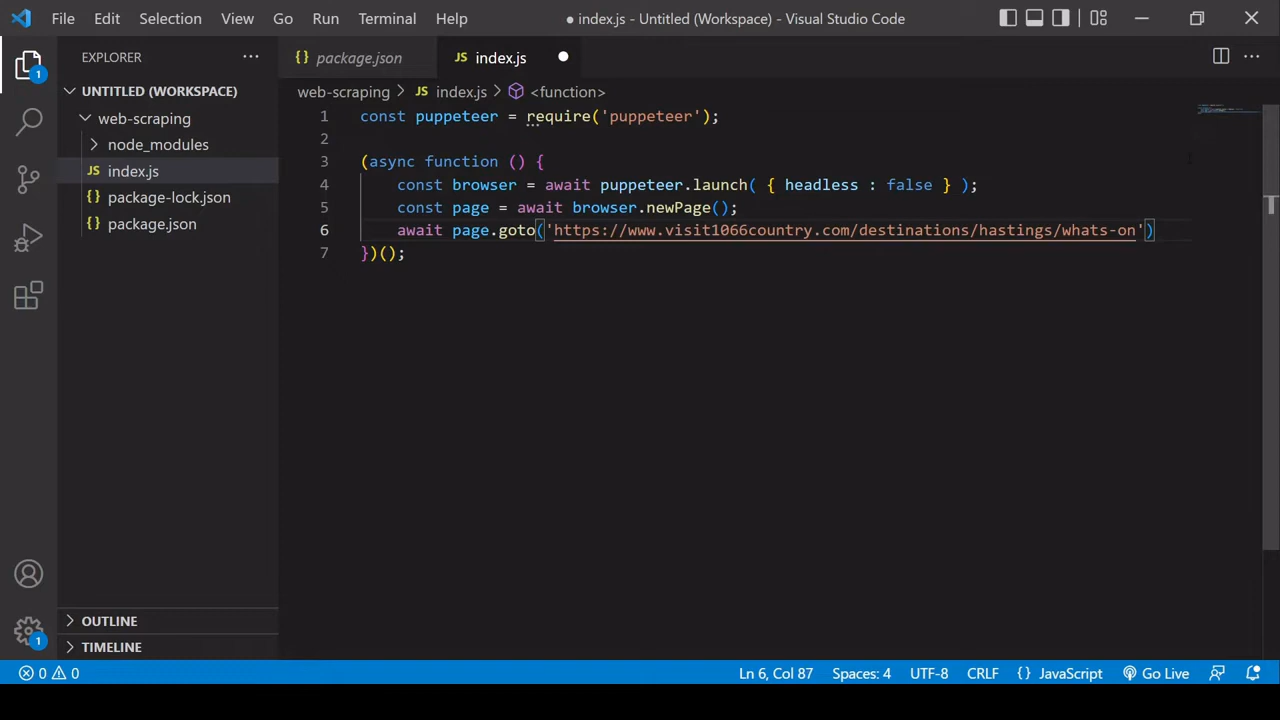 File Edit Selection View Go Run Terminal Help ● index.js - Untitled (Workspace) - Visual Studio Code
EXPLORER ···
{} package.json JS index.js ●
UNTITLED (WORKSPACE)
web-scraping > JS index.js > <function>
web-scraping
node_modules
JS index.js
{} package-lock.json
{} package.json
1 const puppeteer = require('puppeteer');
2
3 (async function () {
4 const browser = await puppeteer.launch( { headless : false } );
5 const page = await browser.newPage();
6 await page.goto('https://www.visit1066country.com/destinations/hastings/whats-on')
7 })();
1
OUTLINE
1
TIMELINE
0 0 Ln 6, Col 87 Spaces: 4 UTF-8 CRLF {} JavaScript Go Live